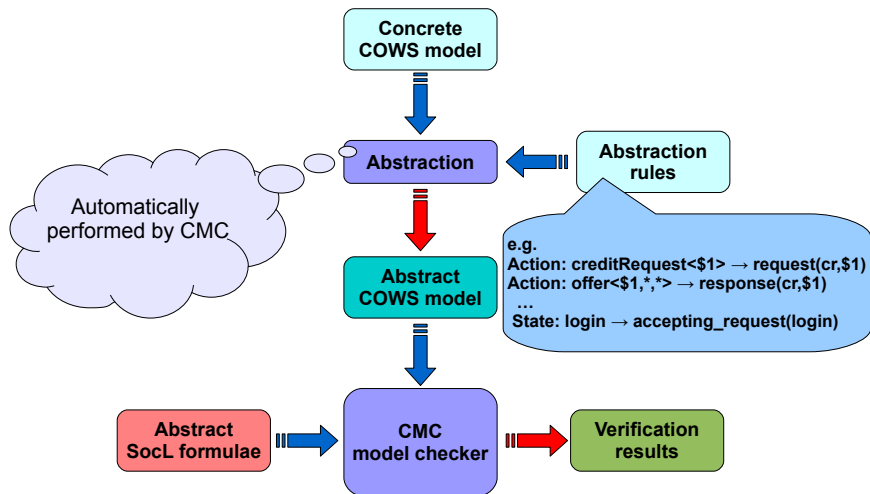 Concrete
COWS model
Automatically
performed by CMC
Abstraction
Abstraction
rules
e.g.
Action: creditRequest<$1> → request(cr,$1)
Action: offer<$1,*,*> → response(cr,$1)
…
State: login → accepting_request(login)
Abstract
COWS model
Abstract
SocL formulae
CMC
model checker
Verification
results